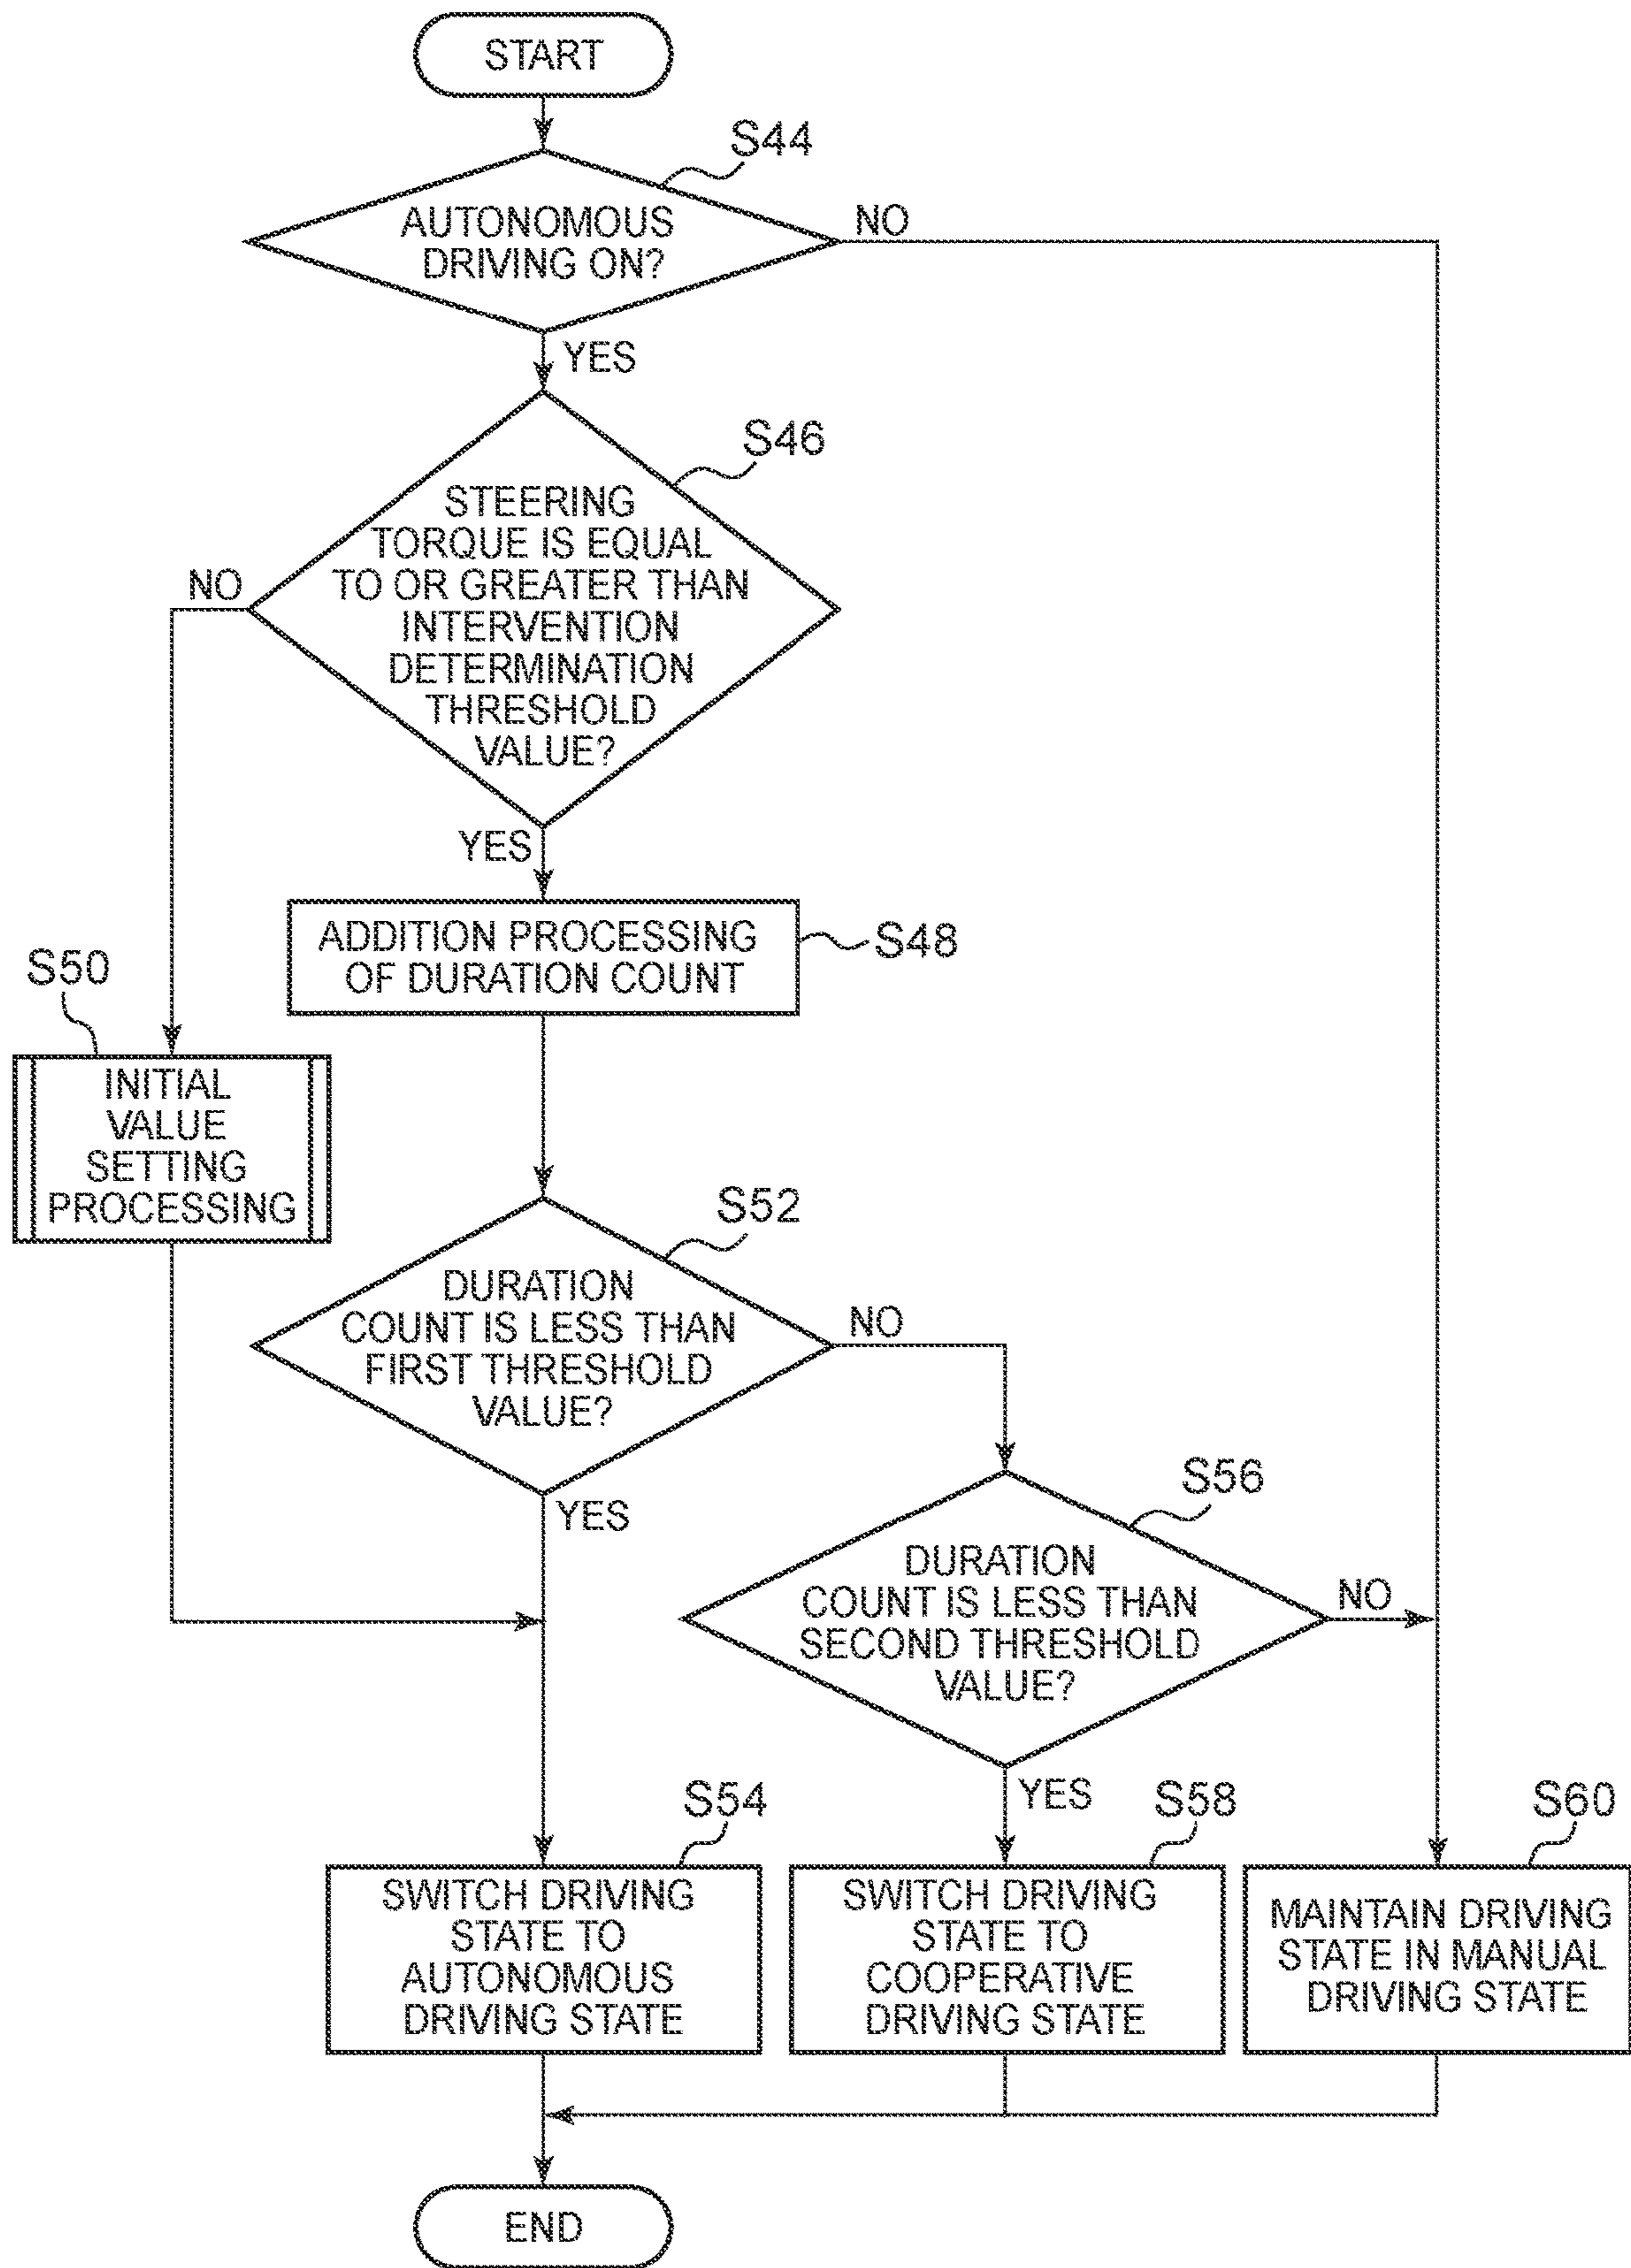 START
S44
AUTONOMOUS
DRIVING ON?
NO
YES
S46
STEERING
TORQUE IS EQUAL
TO OR GREATER THAN
INTERVENTION
DETERMINATION
THRESHOLD
VALUE?
NO
YES
ADDITION PROCESSING
OF DURATION COUNT
S48
S50
INITIAL
VALUE
SETTING
PROCESSING
S52
DURATION
COUNT IS LESS THAN
FIRST THRESHOLD
VALUE?
NO
YES
S56
DURATION
COUNT IS LESS THAN
SECOND THRESHOLD
VALUE?
NO
YES
S54
SWITCH DRIVING
STATE TO
AUTONOMOUS
DRIVING STATE
S58
SWITCH DRIVING
STATE TO
COOPERATIVE
DRIVING STATE
S60
MAINTAIN DRIVING
STATE IN MANUAL
DRIVING STATE
END